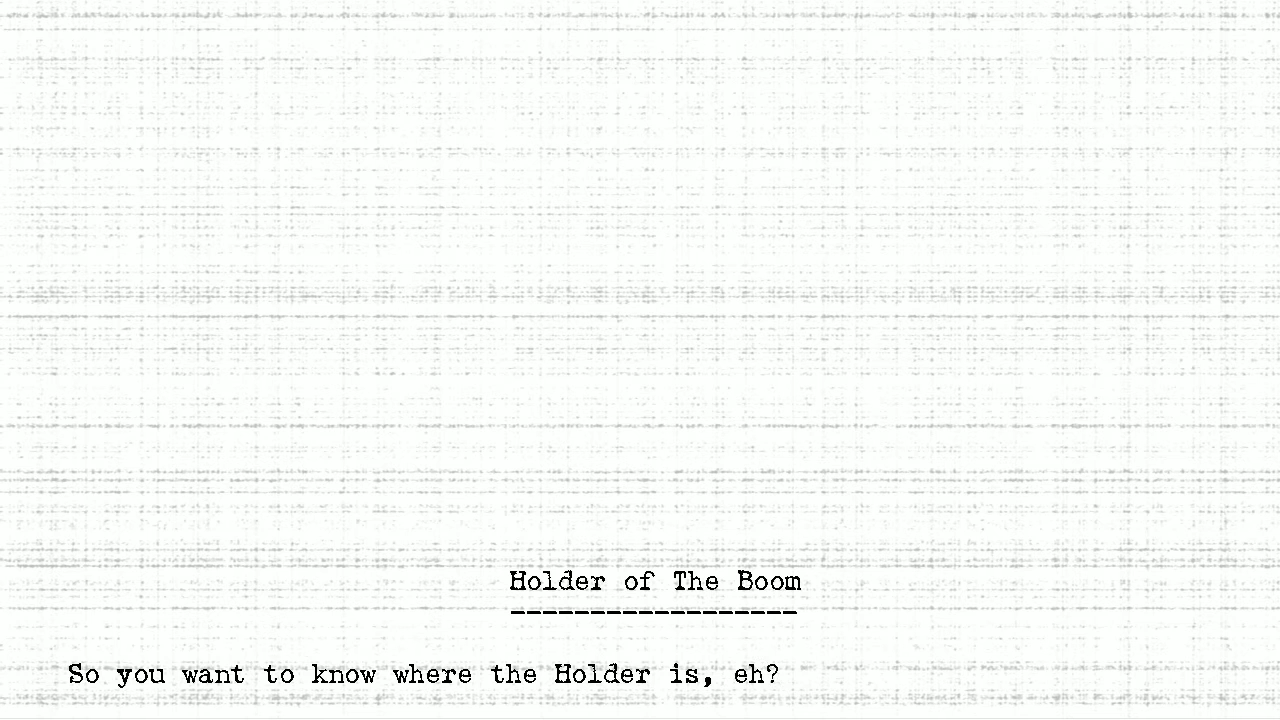 Holder of The Boom
------------------
So you want to know where the Holder is, eh?